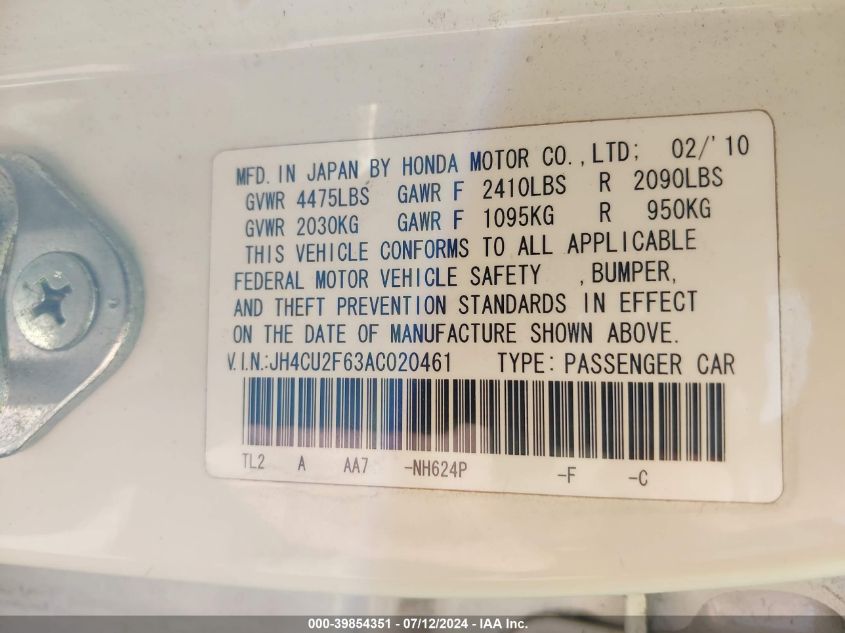 MFD. IN JAPAN BY HONDA MOTOR CO., LTD; 02/'10
GVWR 4475LBS GAWR F 2410LBS R 2090LBS
GVWR 2030KG GAWR F 1095KG R 950KG
THIS VEHICLE CONFORMS TO ALL APPLICABLE
FEDERAL MOTOR VEHICLE SAFETY , BUMPER,
AND THEFT PREVENTION STANDARDS IN EFFECT
ON THE DATE OF MANUFACTURE SHOWN ABOVE.
V.I.N.:JH4CU2F63AC020461 TYPE: PASSENGER CAR
TL2 A AA7 -NH624P -F -C
000-39854351 - 07/12/2024 - IAA Inc.